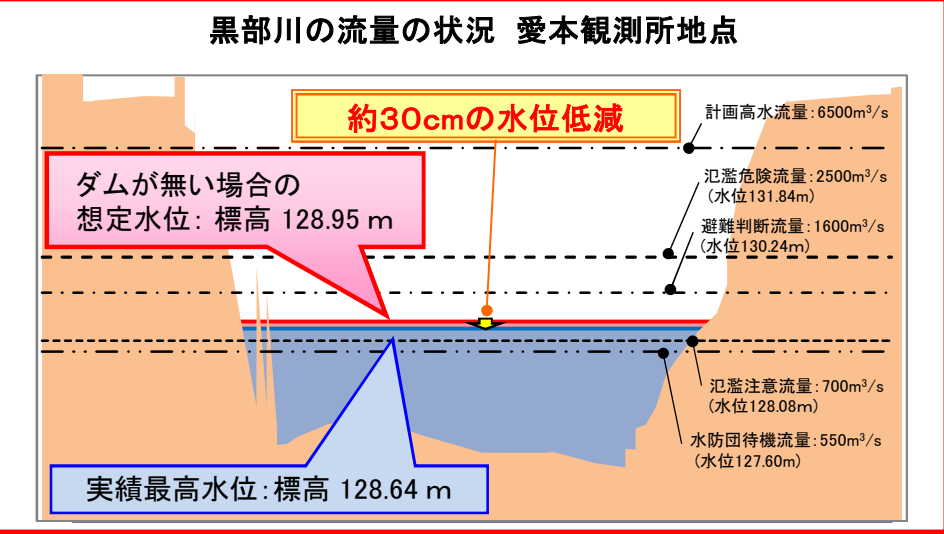 黒部川の流量の状況 愛本観測所地点
約30cmの水位低減
計画高水流量：6500m³/s
ダムが無い場合の
想定水位： 標高 128.95 m
氾濫危険流量：2500m³/s
（水位131.84m）
避難判断流量：1600m³/s
（水位130.24m）
氾濫注意流量：700m³/s
（水位128.08m）
水防団待機流量：550m³/s
（水位127.60m）
実績最高水位：標高 128.64 m